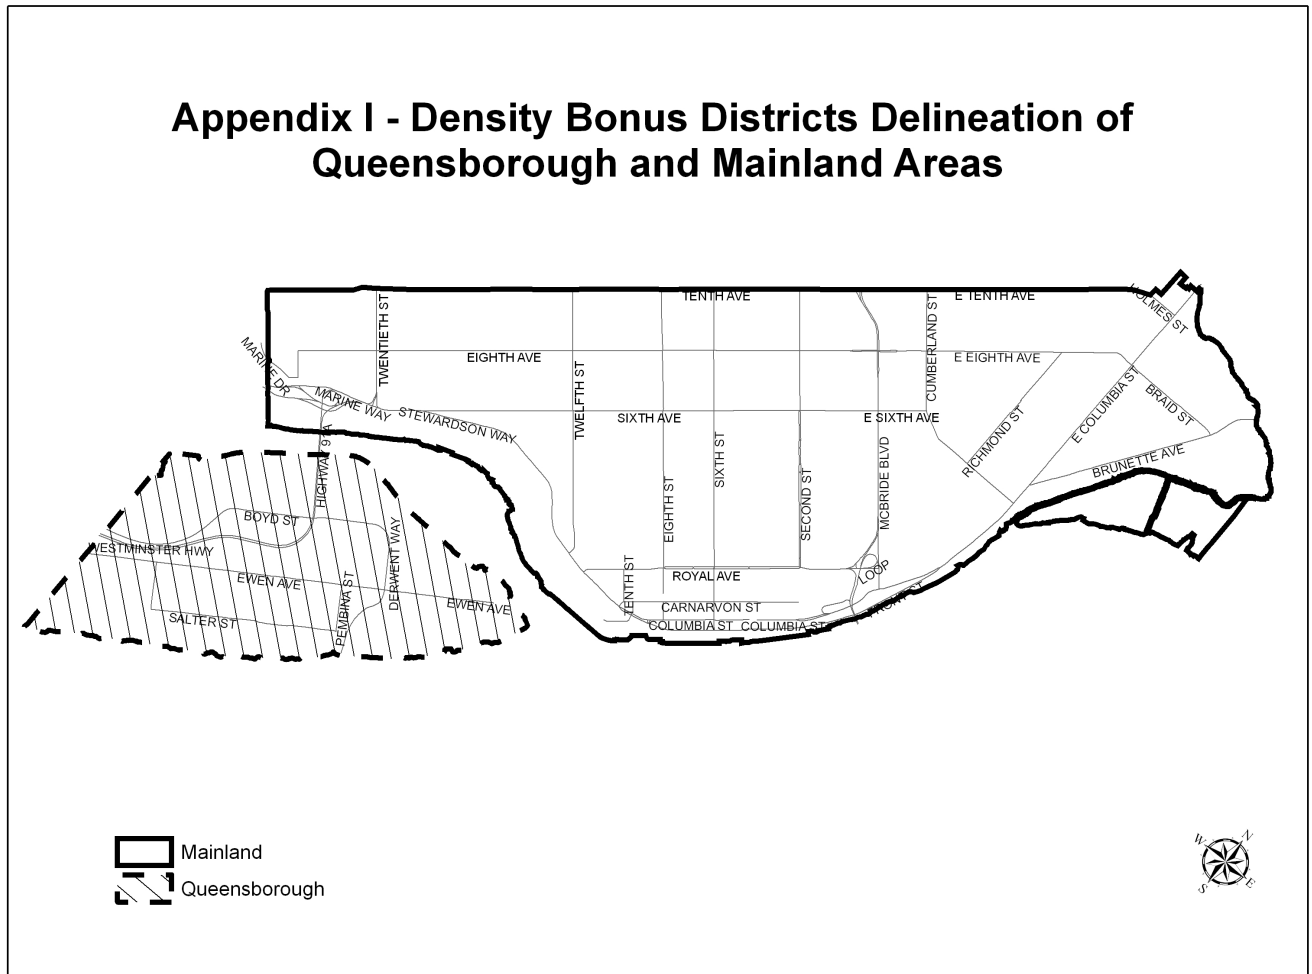 Appendix I - Density Bonus Districts Delineation of
Queensborough and Mainland Areas
TENTH AVE
E TENTH AVE
HOLMES ST
TWENTIETH ST
CUMBERLAND ST
MARINE DR
EIGHTH AVE
E EIGHTH AVE
TWELFTH ST
E COLUMBIA ST
BRAID ST
MARINE WAY
STEWARDSON WAY
SIXTH AVE
E SIXTH AVE
RICHMOND ST
HIGHWAY 91A
SIXTH ST
MCBRIDE BLVD
BRUNETTE AVE
EIGHTH ST
SECOND ST
BOYD ST
DERWENT WAY
WESTMINSTER HWY
EWEN AVE
PEMBINA ST
EWEN AVE
SALTER ST
TENTH ST
ROYAL AVE
LOOP
CARNARVON ST
FRONT ST
COLUMBIA ST
COLUMBIA ST
Mainland
Queensborough
N
W
E
S